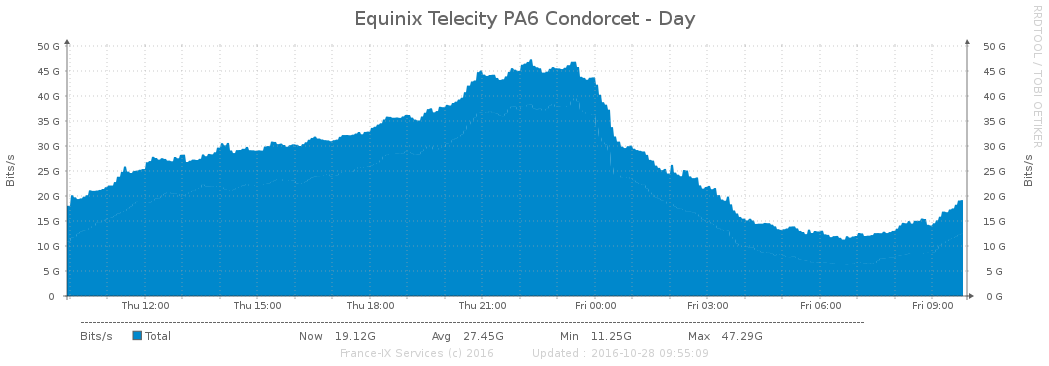 Equinix Telecity PA6 Condorcet - Day
RRDTOOL / TOBI OETIKER
Bits/s
50 G 50 G
45 G 45 G
40 G 40 G
35 G 35 G
30 G 30 G
25 G 25 G
20 G 20 G
15 G 15 G
10 G 10 G
5 G 5 G
0 0 G
Bits/s
Thu 12:00 Thu 15:00 Thu 18:00 Thu 21:00 Fri 00:00 Fri 03:00 Fri 06:00 Fri 09:00
Bits/s Total Now 19.12G Avg 27.45G Min 11.25G Max 47.29G
France-IX Services (c) 2016 Updated : 2016-10-28 09:55:09